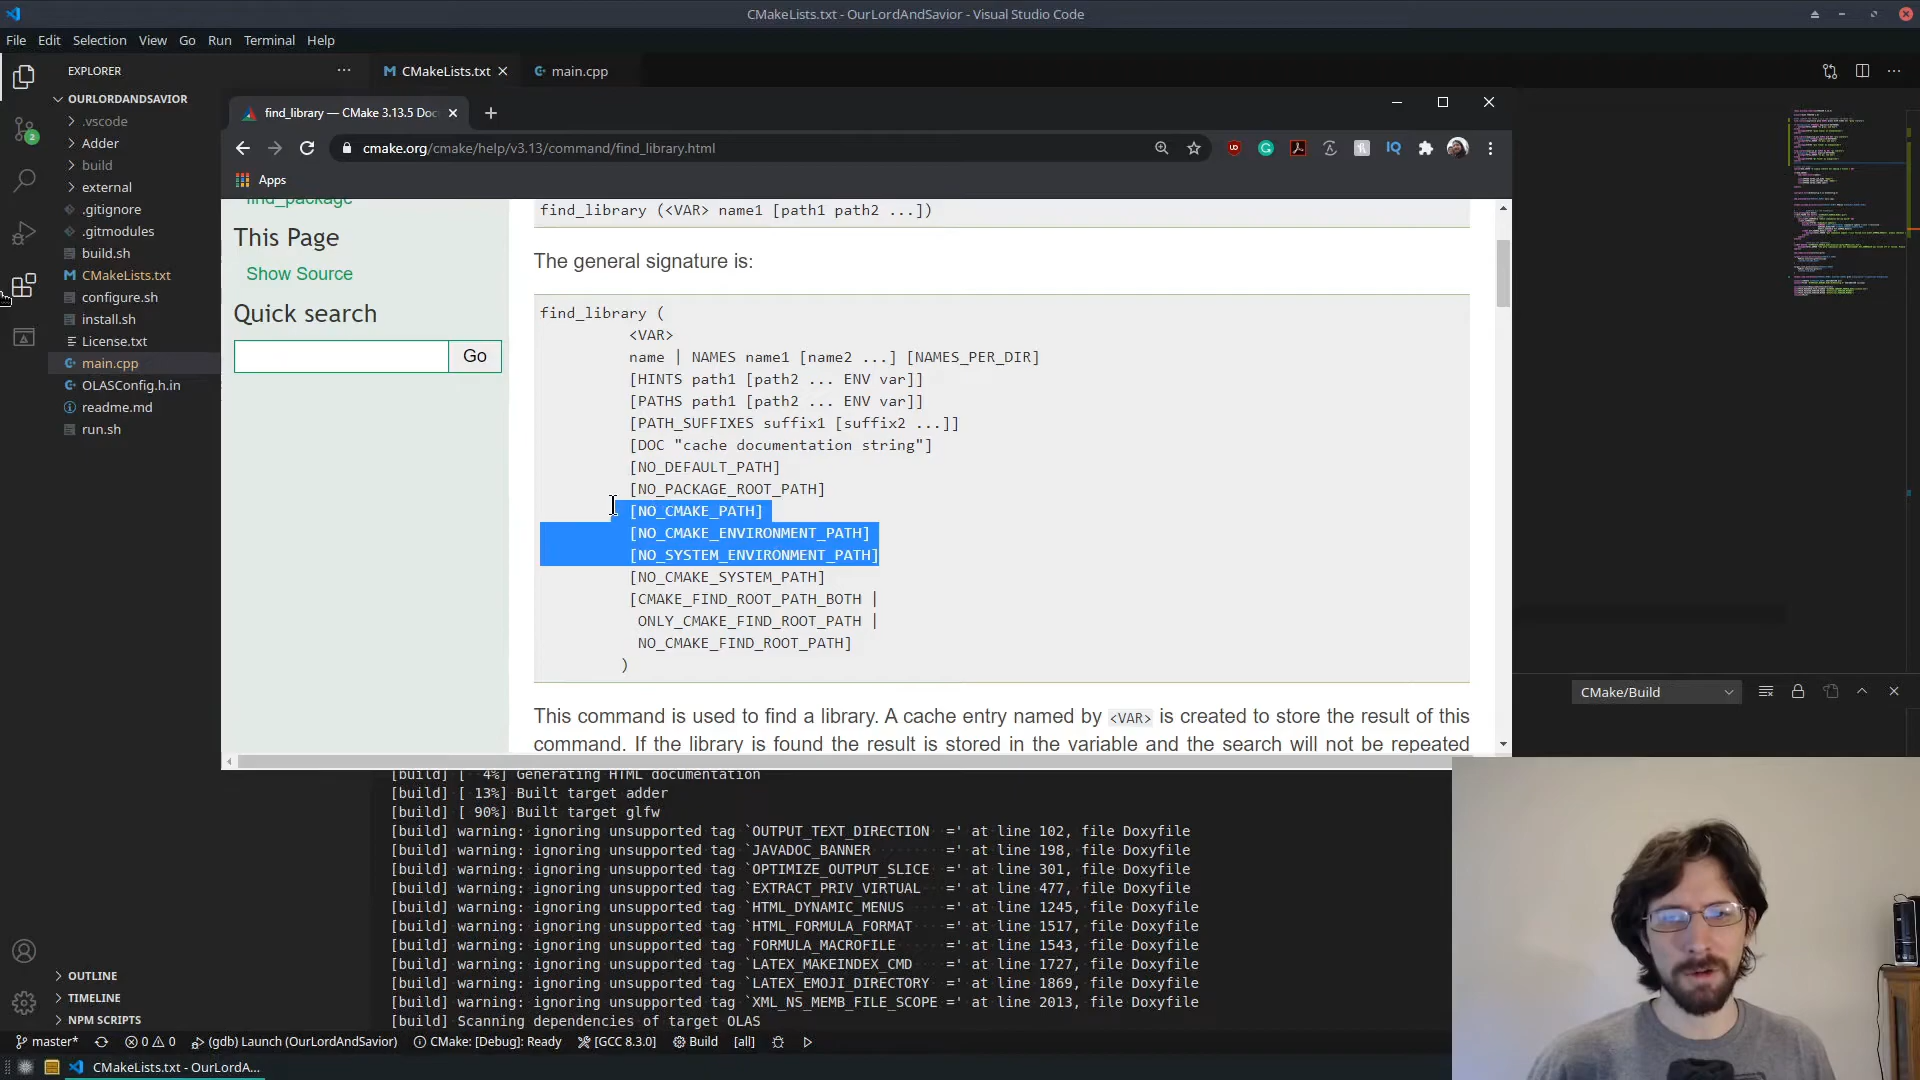 CMakeLists.txt - OurLordAndSavior - Visual Studio Code
File Edit Selection View Go Run Terminal Help
EXPLORER
CMakeLists.txt
main.cpp
OURLORDANDSAVIOR
.vscode
Adder
build
external
.gitignore
.gitmodules
build.sh
CMakeLists.txt
configure.sh
install.sh
License.txt
main.cpp
OLASConfig.h.in
readme.md
run.sh
2
find_library — CMake 3.13.5 Doc
cmake.org/cmake/help/v3.13/command/find_library.html
Apps
find_package
This Page
Show Source
Quick search
Go
find_library (<VAR> name1 [path1 path2 ...])
The general signature is:
find_library (
<VAR>
name | NAMES name1 [name2 ...] [NAMES_PER_DIR]
[HINTS path1 [path2 ... ENV var]]
[PATHS path1 [path2 ... ENV var]]
[PATH_SUFFIXES suffix1 [suffix2 ...]]
[DOC "cache documentation string"]
[NO_DEFAULT_PATH]
[NO_PACKAGE_ROOT_PATH]
[NO_CMAKE_PATH]
[NO_CMAKE_ENVIRONMENT_PATH]
[NO_SYSTEM_ENVIRONMENT_PATH]
[NO_CMAKE_SYSTEM_PATH]
[CMAKE_FIND_ROOT_PATH_BOTH |
ONLY_CMAKE_FIND_ROOT_PATH |
NO_CMAKE_FIND_ROOT_PATH]
)
This command is used to find a library. A cache entry named by <VAR> is created to store the result of this
command. If the library is found the result is stored in the variable and the search will not be repeated
CMake/Build
[build] [  4%] Generating HTML documentation
[build] [ 13%] Built target adder
[build] [ 90%] Built target glfw
[build] warning: ignoring unsupported tag `OUTPUT_TEXT_DIRECTION  =' at line 102, file Doxyfile
[build] warning: ignoring unsupported tag `JAVADOC_BANNER         =' at line 198, file Doxyfile
[build] warning: ignoring unsupported tag `OPTIMIZE_OUTPUT_SLICE  =' at line 301, file Doxyfile
[build] warning: ignoring unsupported tag `EXTRACT_PRIV_VIRTUAL   =' at line 477, file Doxyfile
[build] warning: ignoring unsupported tag `HTML_DYNAMIC_MENUS     =' at line 1245, file Doxyfile
[build] warning: ignoring unsupported tag `HTML_FORMULA_FORMAT    =' at line 1517, file Doxyfile
[build] warning: ignoring unsupported tag `FORMULA_MACROFILE      =' at line 1543, file Doxyfile
[build] warning: ignoring unsupported tag `LATEX_MAKEINDEX_CMD    =' at line 1727, file Doxyfile
[build] warning: ignoring unsupported tag `LATEX_EMOJI_DIRECTORY  =' at line 1869, file Doxyfile
[build] warning: ignoring unsupported tag `XML_NS_MEMB_FILE_SCOPE =' at line 2013, file Doxyfile
[build] Scanning dependencies of target OLAS
OUTLINE
TIMELINE
NPM SCRIPTS
master* 0 0 (gdb) Launch (OurLordAndSavior) CMake: [Debug]: Ready [GCC 8.3.0] Build [all]
CMakeLists.txt - OurLordA...